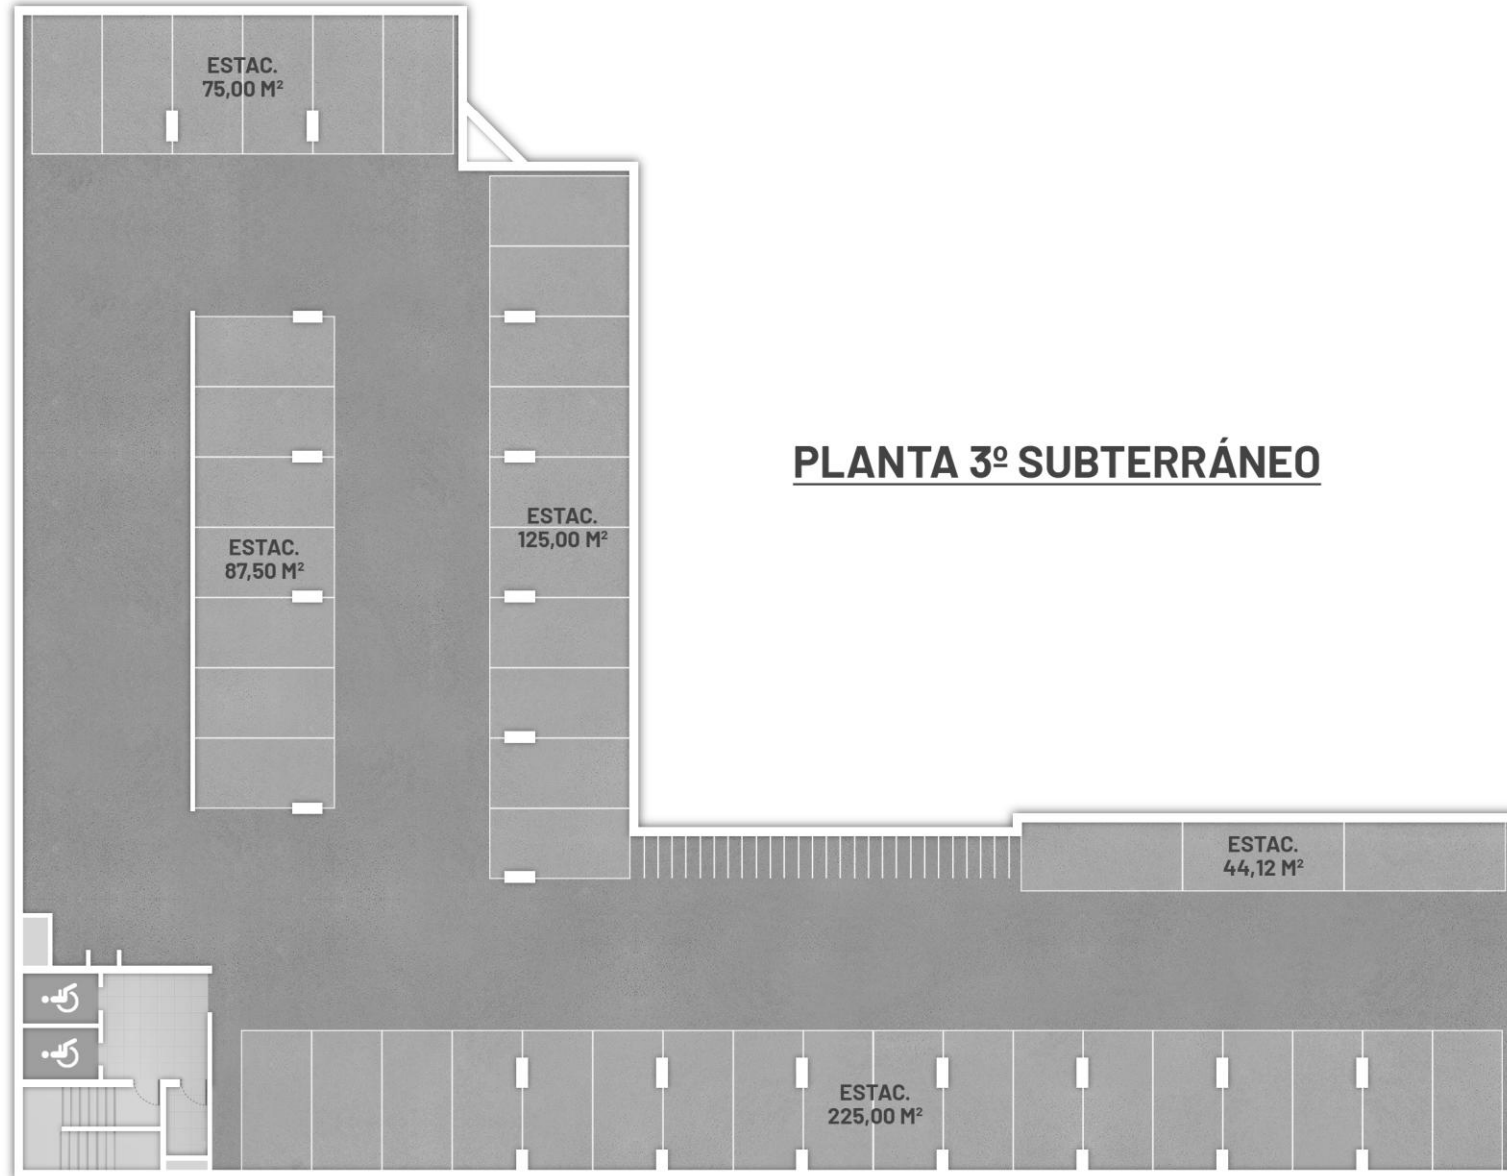 ESTAC.
75,00 M²
PLANTA 3º SUBTERRÁNEO
ESTAC.
125,00 M²
ESTAC.
87,50 M²
ESTAC.
44,12 M²
ESTAC.
225,00 M²